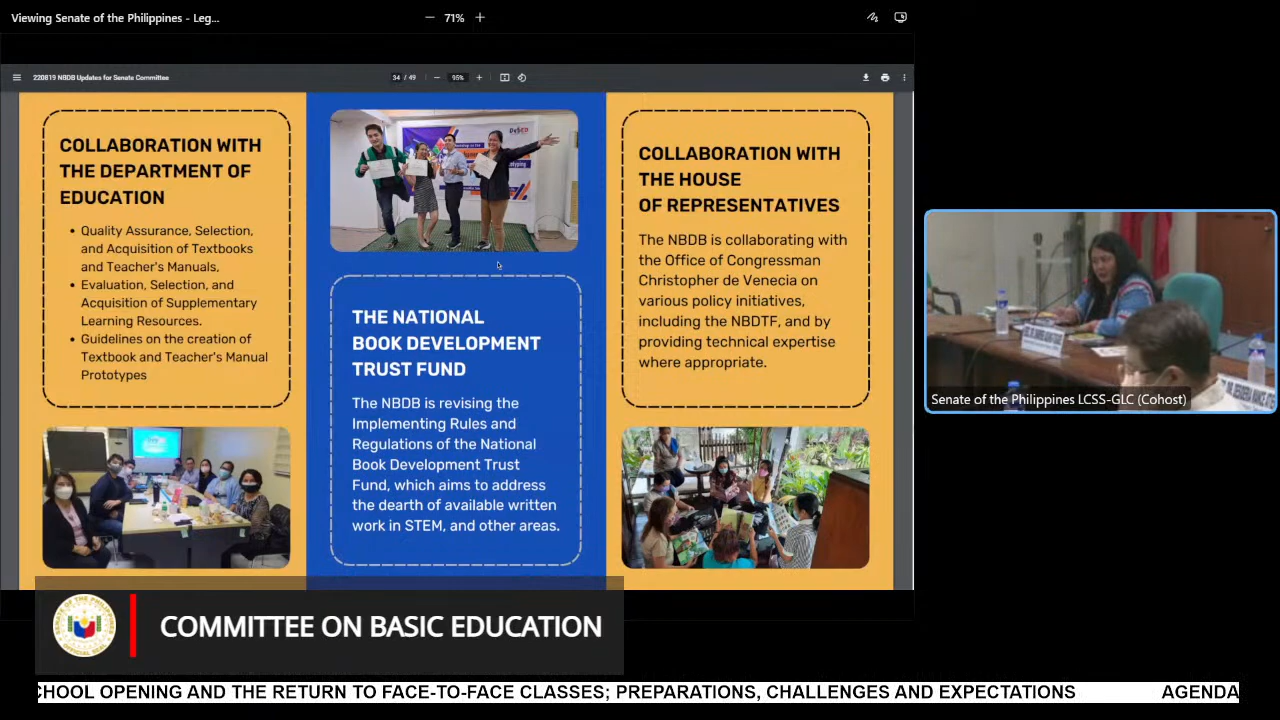 Viewing Senate of the Philippines - Leg...
71%
220819 NBDB Updates for Senate Committee
34 / 49
95%
COLLABORATION WITH
THE DEPARTMENT OF
EDUCATION
• Quality Assurance, Selection,
and Acquisition of Textbooks
and Teacher's Manuals,
• Evaluation, Selection, and
Acquisition of Supplementary
Learning Resources.
• Guidelines on the creation of
Textbook and Teacher's Manual
Prototypes
THE NATIONAL
BOOK DEVELOPMENT
TRUST FUND
The NBDB is revising the
Implementing Rules and
Regulations of the National
Book Development Trust
Fund, which aims to address
the dearth of available written
work in STEM, and other areas.
COLLABORATION WITH
THE HOUSE
OF REPRESENTATIVES
The NBDB is collaborating with
the Office of Congressman
Christopher de Venecia on
various policy initiatives,
including the NBDTF, and by
providing technical expertise
where appropriate.
Senate of the Philippines LCSS-GLC (Cohost)
SENATE OF THE PHILIPPINES
OFFICIAL SEAL
COMMITTEE ON BASIC EDUCATION
CHOOL OPENING AND THE RETURN TO FACE-TO-FACE CLASSES; PREPARATIONS, CHALLENGES AND EXPECTATIONS AGENDA